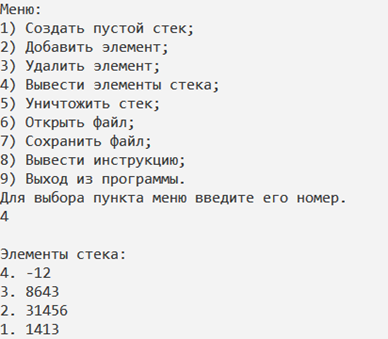 Меню:
1) Создать пустой стек;
2) Добавить элемент;
3) Удалить элемент;
4) Вывести элементы стека;
5) Уничтожить стек;
6) Открыть файл;
7) Сохранить файл;
8) Вывести инструкцию;
9) Выход из программы.
Для выбора пункта меню введите его номер.
4
Элементы стека:
4. -12
3. 8643
2. 31456
1. 1413